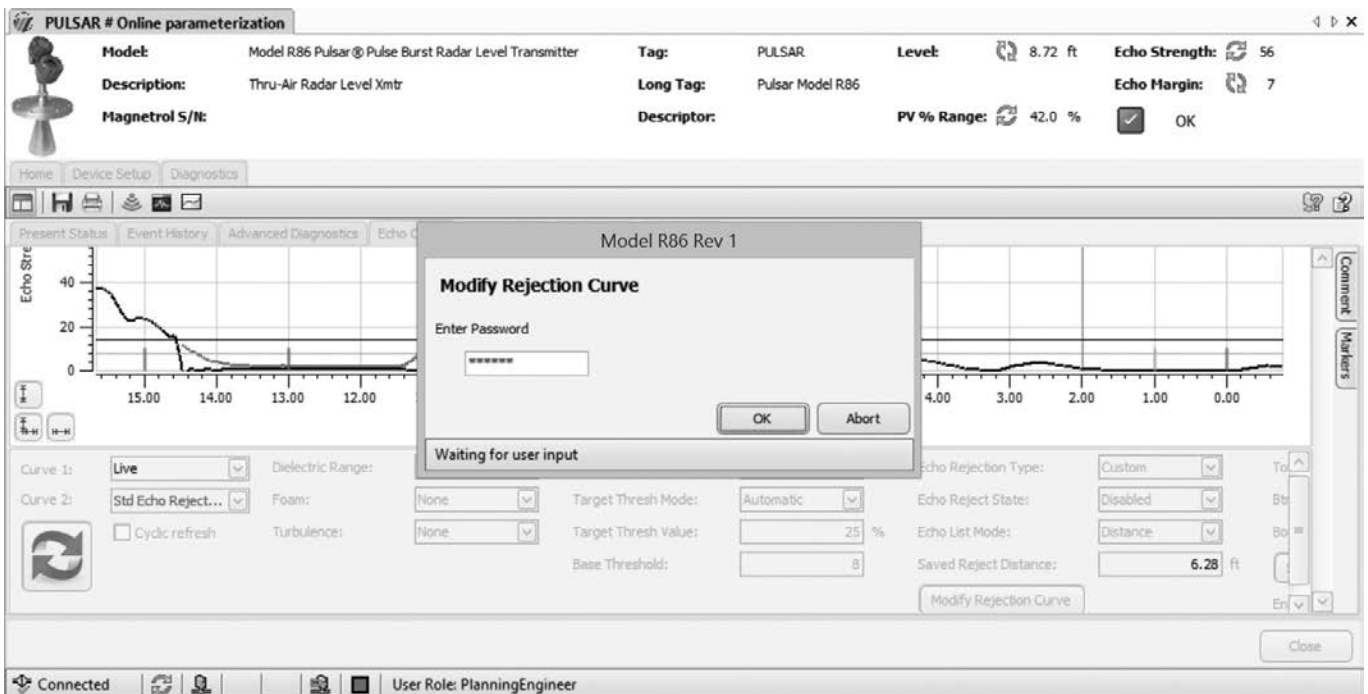 PULSAR # Online parameterization
Model: Model R86 Pulsar® Pulse Burst Radar Level Transmitter Tag: PULSAR Level: 8.72 ft Echo Strength: 56
Description: Thru-Air Radar Level Xmtr Long Tag: Pulsar Model R86 Echo Margin: 7
Magnetrol S/N: Descriptor: PV % Range: 42.0 % OK
Home Device Setup Diagnostics
Present Status Event History Advanced Diagnostics Echo
Model R86 Rev 1
Modify Rejection Curve
Enter Password
******
OK Abort
Waiting for user input
Echo Stre
40
20
0
15.00 14.00 13.00 12.00 4.00 3.00 2.00 1.00 0.00
Comment
Markers
Curve 1: Live Dielectric Range: Echo Rejection Type: Custom To
Curve 2: Std Echo Reject... Foam: None Target Thresh Mode: Automatic Echo Reject State: Disabled Btr
Cyclic refresh Turbulence: None Target Thresh Value: 25 % Echo List Mode: Distance Bo
Base Threshold: 8 Saved Reject Distance: 6.28 ft
Modify Rejection Curve En
Close
Connected User Role: PlanningEngineer